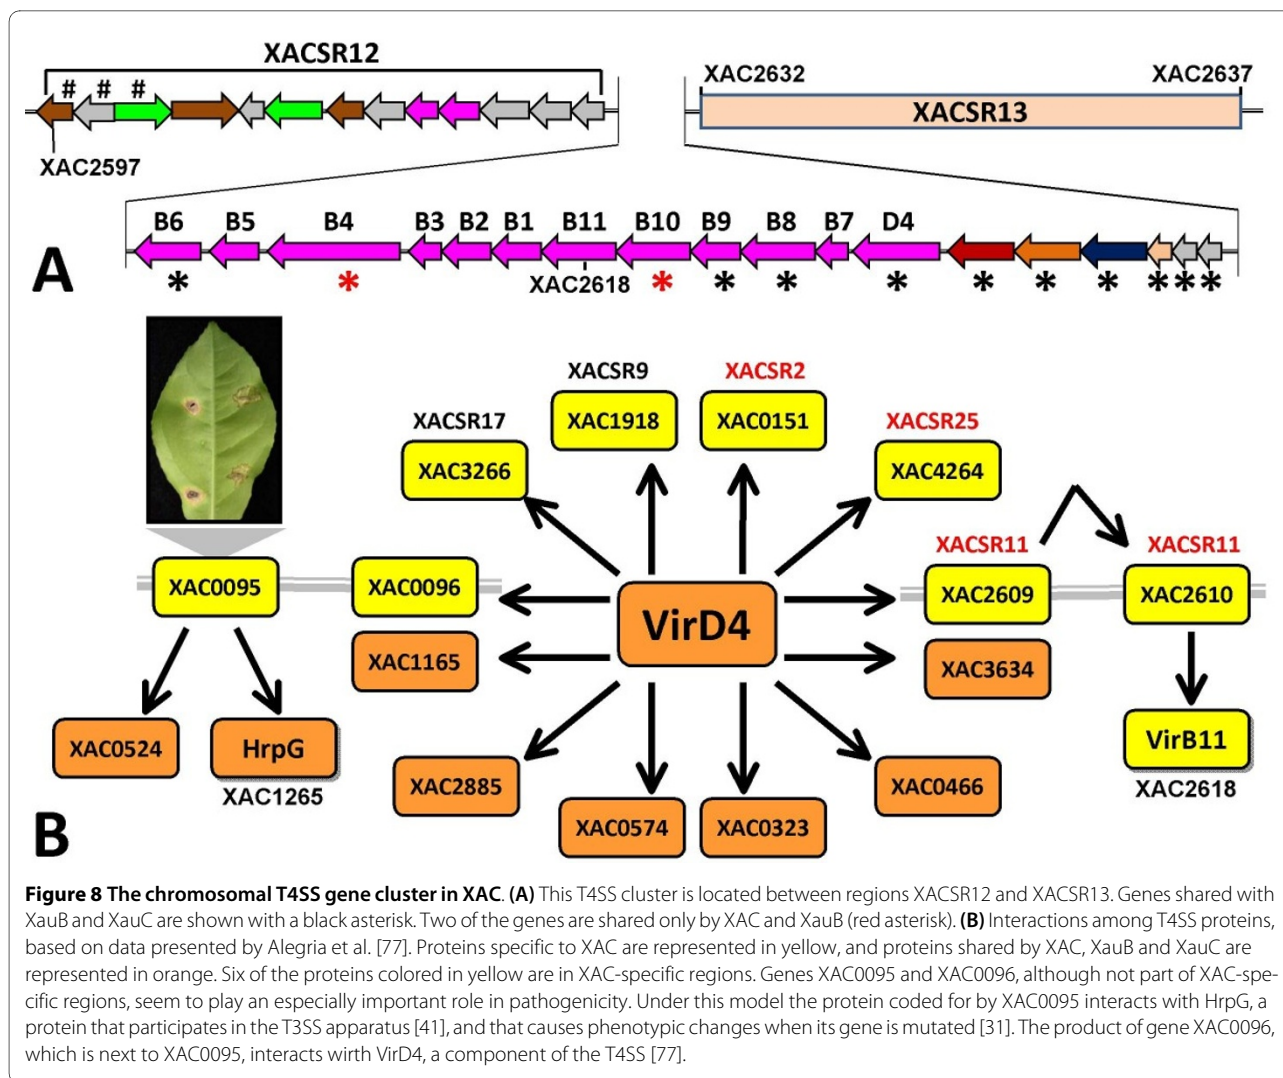 XACSR12
# # #
XAC2597
XAC2632
XAC2637
XACSR13
B6 B5 B4 B3 B2 B1 B11 B10 B9 B8 B7 D4
A
* * XAC2618 * * * * * * * * * *
XACSR9
XACSR2
XACSR17
XAC1918
XAC0151
XACSR25
XAC3266
XAC4264
XACSR11
XACSR11
XAC0095
XAC0096
VirD4
XAC2609
XAC2610
XAC1165
XAC3634
XAC0524
HrpG
XAC1265
VirB11
XAC2618
XAC2885
XAC0574
XAC0323
XAC0466
B
Figure 8 The chromosomal T4SS gene cluster in XAC. (A) This T4SS cluster is located between regions XACSR12 and XACSR13. Genes shared with
XauB and XauC are shown with a black asterisk. Two of the genes are shared only by XAC and XauB (red asterisk). (B) Interactions among T4SS proteins,
based on data presented by Alegria et al. [77]. Proteins specific to XAC are represented in yellow, and proteins shared by XAC, XauB and XauC are
represented in orange. Six of the proteins colored in yellow are in XAC-specific regions. Genes XAC0095 and XAC0096, although not part of XAC-spe-
cific regions, seem to play an especially important role in pathogenicity. Under this model the protein coded for by XAC0095 interacts with HrpG, a
protein that participates in the T3SS apparatus [41], and that causes phenotypic changes when its gene is mutated [31]. The product of gene XAC0096,
which is next to XAC0095, interacts wirth VirD4, a component of the T4SS [77].